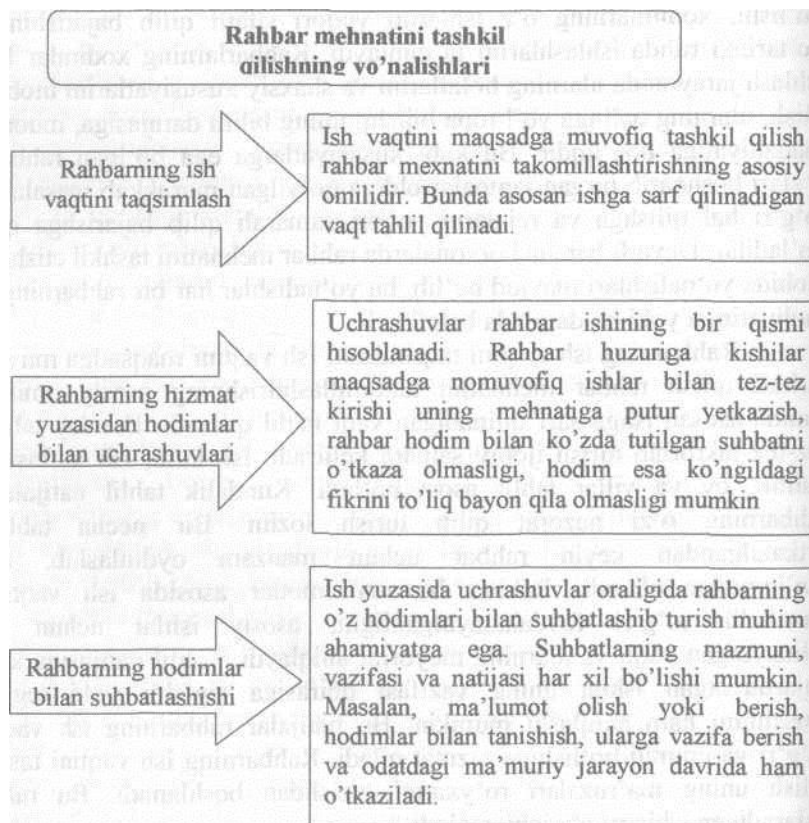 Rahbar mehnatini tashkil
qilishning yo’nalishlari
Rahbarning ish
vaqtini taqsimlash
Ish vaqtini maqsadga muvofiq tashkil qilish
rahbar mexnatini takomillashtirishning asosiy
omilidir. Bunda asosan ishga sarf qilinadigan
vaqt tahlil qilinadi.
Rahbarning hizmat
yuzasidan hodimlar
bilan uchrashuvlari
Uchrashuvlar rahbar ishining bir qismi
hisoblanadi. Rahbar huzuriga kishilar
maqsadga nomuvofiq ishlar bilan tez-tez
kirishi uning mehnatiga putur yetkazish,
rahbar hodim bilan ko’zda tutilgan suhbatni
o’tkaza olmasligi, hodim esa ko’ngildagi
fikrini to’liq bayon qila olmasligi mumkin
Rahbarning hodimlar
bilan suhbatlashishi
Ish yuzasida uchrashuvlar oraligida rahbarning
o’z hodimlari bilan suhbatlashib turish muhim
ahamiyatga ega. Suhbatlarning mazmuni,
vazifasi va natijasi har xil bo’lishi mumkin.
Masalan, ma’lumot olish yoki berish,
hodimlar bilan tanishish, ularga vazifa berish
va odatdagi ma’muriy jarayon davrida ham
o’tkaziladi.